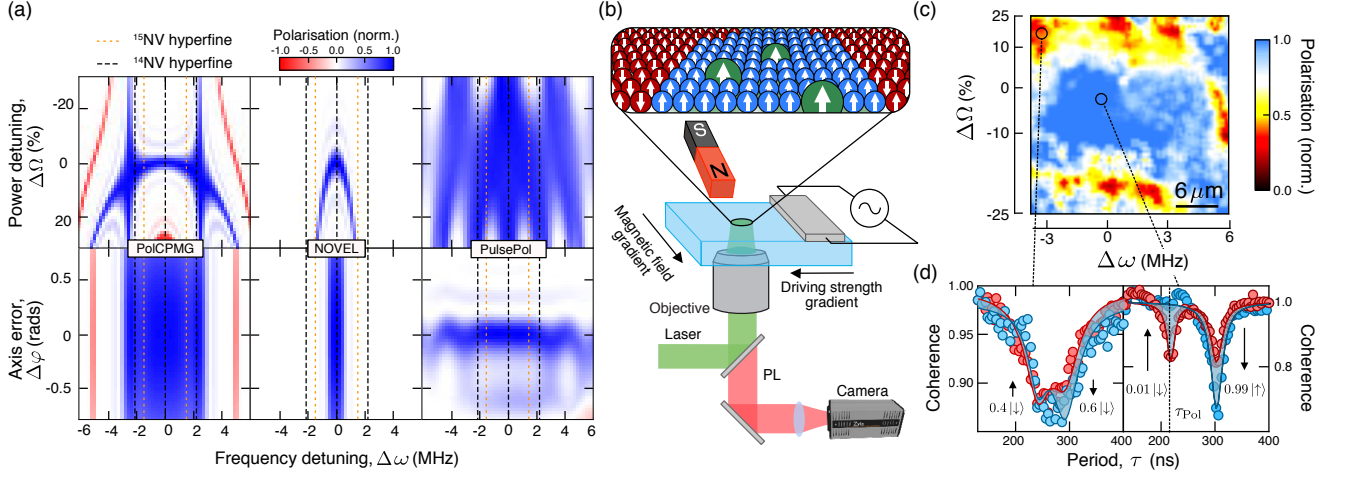 (a)
¹⁵NV hyperfine
¹⁴NV hyperfine
Polarisation (norm.)
-1.0 0.0 1.0
Power detuning,
ΔΩ (%)
-20
0
20
PolCPMG
NOVEL
PulsePol
Axis error,
Δφ (rads)
0.5
0
-0.5
-6 -4 -2 0 2 4
-4 -2 0 2 4
-4 -2 0 2 4 6
Frequency detuning, Δω (MHz)
(b)
S
N
Magnetic field
gradient
Driving strength
gradient
Objective
Laser
PL
Camera
Zyla
(c)
ΔΩ (%)
25
10
0
-10
-25
6 μm
-3 0 3 6
Δω (MHz)
1.0
0.5
0.0
Polarisation (norm.)
(d)
Coherence
1.00
0.95
0.90
0.4 |↓⟩
0.6 |↓⟩
0.01 |↓⟩
τPol
0.99 |↑⟩
1.0
0.8
Coherence
200 300
200 300 400
Period, τ (ns)